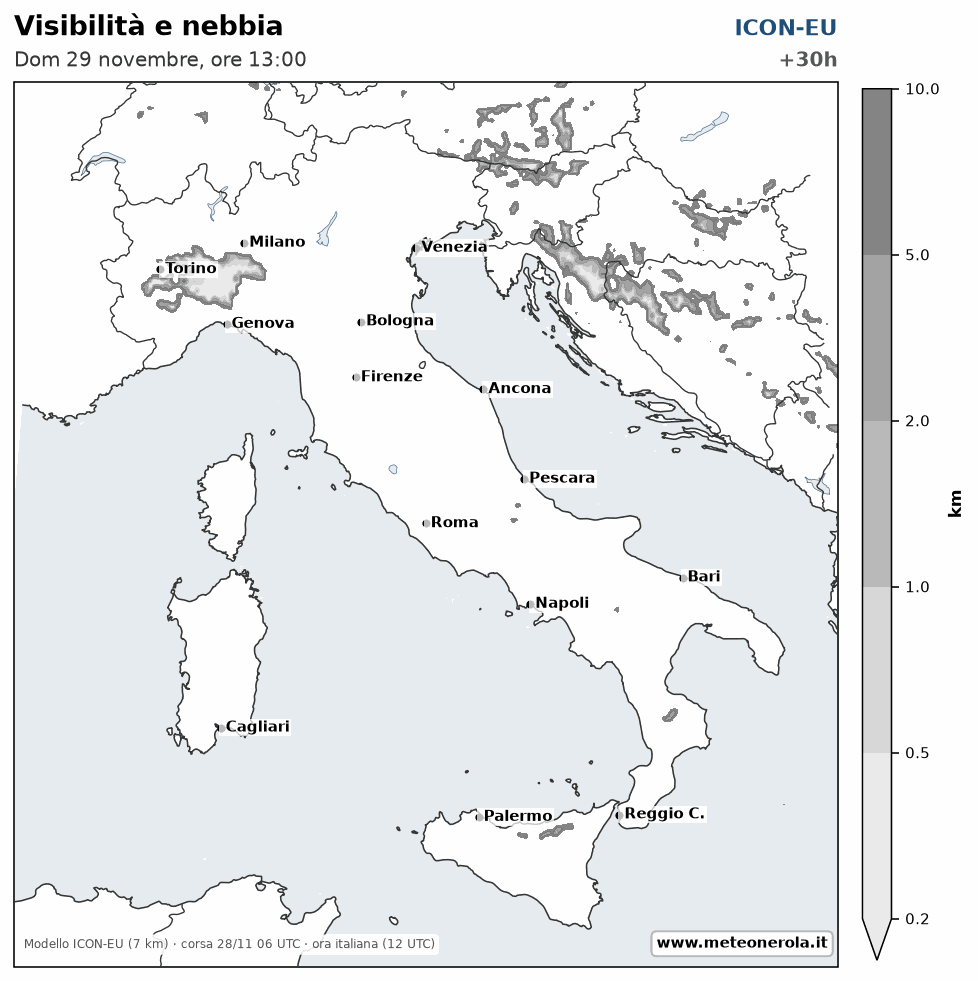 Visibilità e nebbia
ICON-EU
Dom 29 novembre, ore 13:00
+30h
10.0
Milano
Venezia
5.0
Torino
Genova
Bologna
Firenze
Ancona
2.0
Pescara
km
Roma
Bari
1.0
Napoli
Cagliari
0.5
Palermo
Reggio C.
0.2
Modello ICON-EU (7 km) · corsa 28/11 06 UTC · ora italiana (12 UTC)
www.meteonerola.it